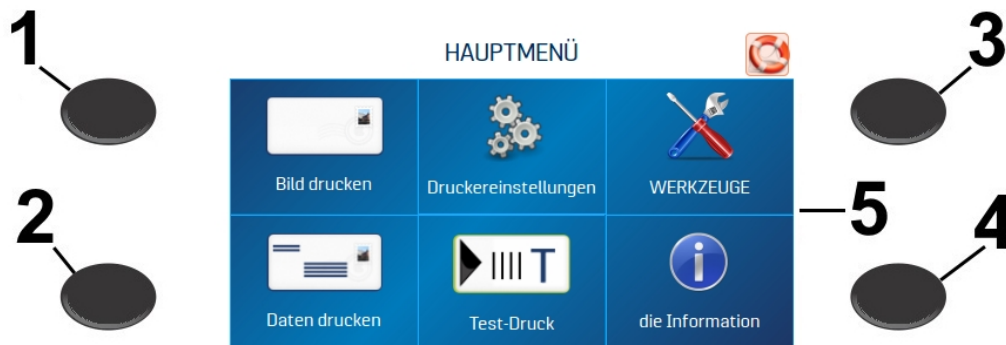 1
HAUPTMENÜ
3
Bild drucken
Druckereinstellungen
WERKZEUGE
2
5
4
T
Daten drucken
Test-Druck
die Information